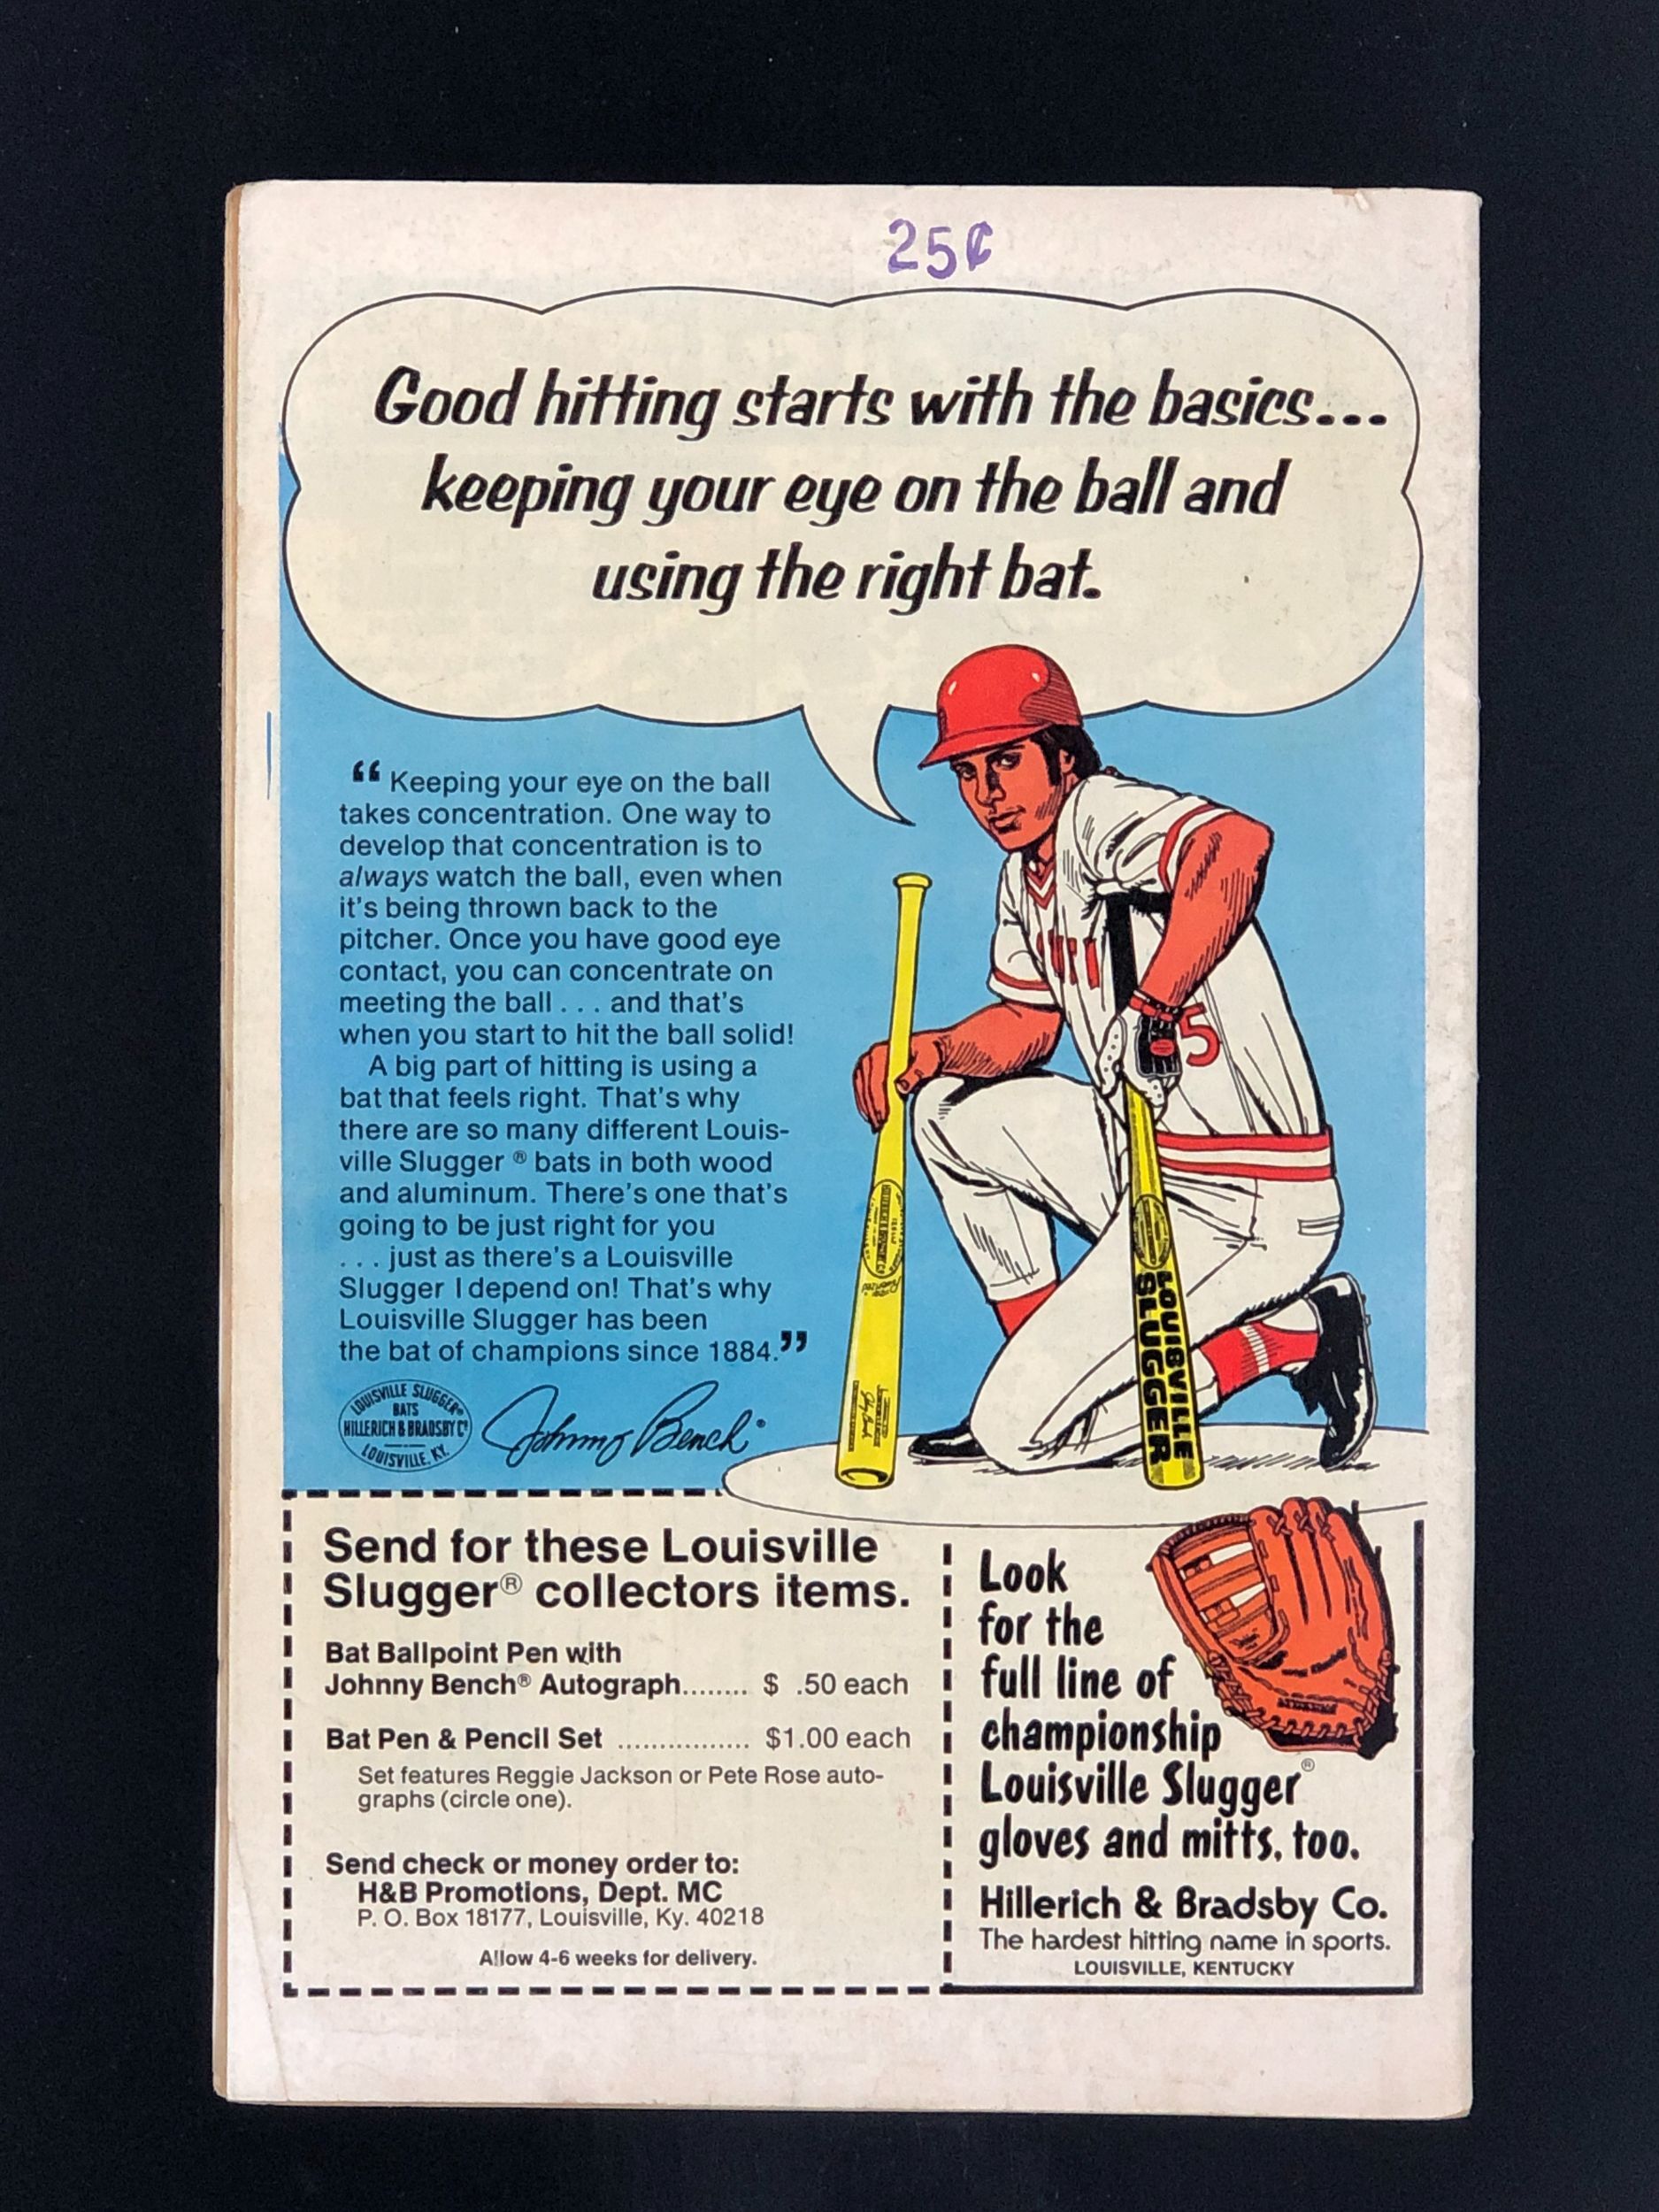 25¢
Good hitting starts with the basics...
keeping your eye on the ball and
using the right bat.
“ Keeping your eye on the ball
takes concentration. One way to
develop that concentration is to
always watch the ball, even when
it's being thrown back to the
pitcher. Once you have good eye
contact, you can concentrate on
meeting the ball . . . and that's
when you start to hit the ball solid!
A big part of hitting is using a
bat that feels right. That's why
there are so many different Louis-
ville Slugger ® bats in both wood
and aluminum. There's one that's
going to be just right for you
. . . just as there's a Louisville
Slugger I depend on! That's why
Louisville Slugger has been
the bat of champions since 1884.”
5
LOUISVILLE
SLUGGER
LOUISVILLE SLUGGER®
BATS
HILLERICH & BRADSBY Co
LOUISVILLE, KY.
Johnny Bench®
Send for these Louisville
Slugger® collectors items.
Bat Ballpoint Pen with
Johnny Bench® Autograph........ $ .50 each
Bat Pen & Pencil Set ................ $1.00 each
Set features Reggie Jackson or Pete Rose auto-
graphs (circle one).
Send check or money order to:
H&B Promotions, Dept. MC
P. O. Box 18177, Louisville, Ky. 40218
Allow 4-6 weeks for delivery.
Look
for the
full line of
championship
Louisville Slugger®
gloves and mitts, too.
Hillerich & Bradsby Co.
The hardest hitting name in sports.
LOUISVILLE, KENTUCKY